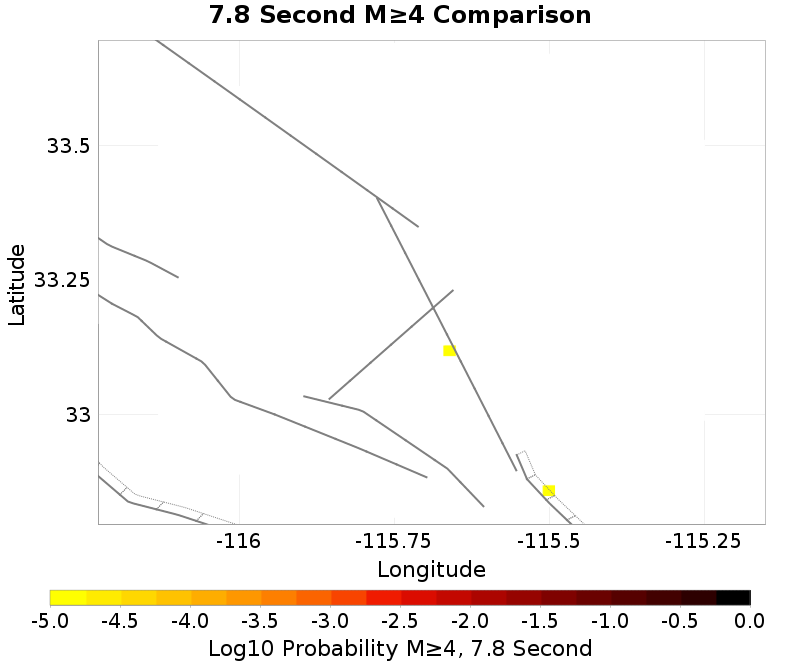 7.8 Second M≥4 Comparison
Latitude
33.5
33.25
33
-116
-115.75
-115.5
-115.25
Longitude
-5.0 -4.5 -4.0 -3.5 -3.0 -2.5 -2.0 -1.5 -1.0 -0.5 0.0
Log10 Probability M≥4, 7.8 Second